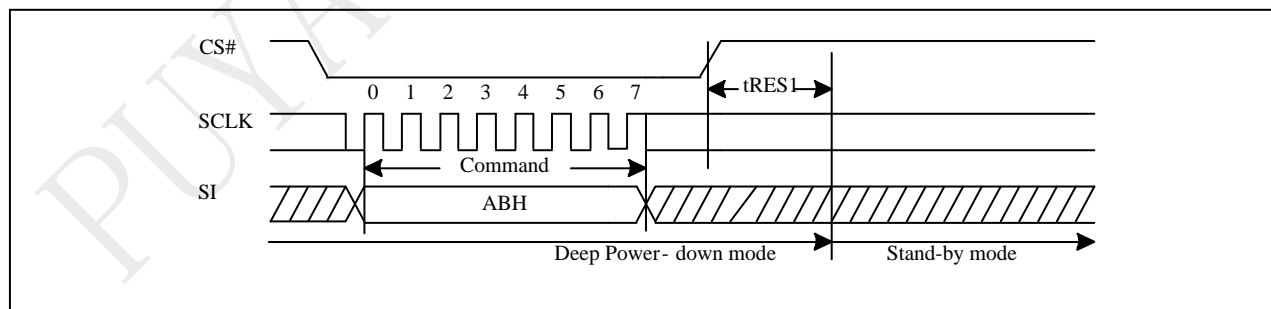 PUYA
CS#
tRES1
0 1 2 3 4 5 6 7
SCLK
Command
SI
ABH
Deep Power- down mode
Stand-by mode